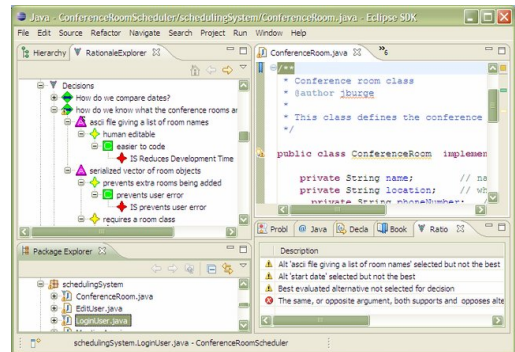 Java - ConferenceRoomScheduler/schedulingSystem/ConferenceRoom.java - Eclipse SDK
File Edit Source Refactor Navigate Search Project Run Window Help
Hierarchy RationaleExplorer
Decisions
How do we compare dates?
how do we know what the conference rooms ar
ascii file giving a list of room names
human editable
easier to code
IS Reduces Development Time
serialized vector of room objects
prevents extra rooms being added
prevents user error
IS prevents user error
requires a room class
Package Explorer
schedulingSystem
ConferenceRoom.java
EditUser.java
LoginUser.java
ConferenceRoom.java
/**
* Conference room class
* @author jburge
*
* This class defines the conference
*/
public class ConferenceRoom implemen
private String name; // na
private String location; // wh
private String phoneNumber; /
Probl Java Decla Book Ratio
Description
Alt 'ascii file giving a list of room names' selected but not the best
Alt 'start date' selected but not the best
Best evaluated alternative not selected for decision
The same, or opposite argument, both supports and opposes alte
schedulingSystem.LoginUser.java - ConferenceRoomScheduler